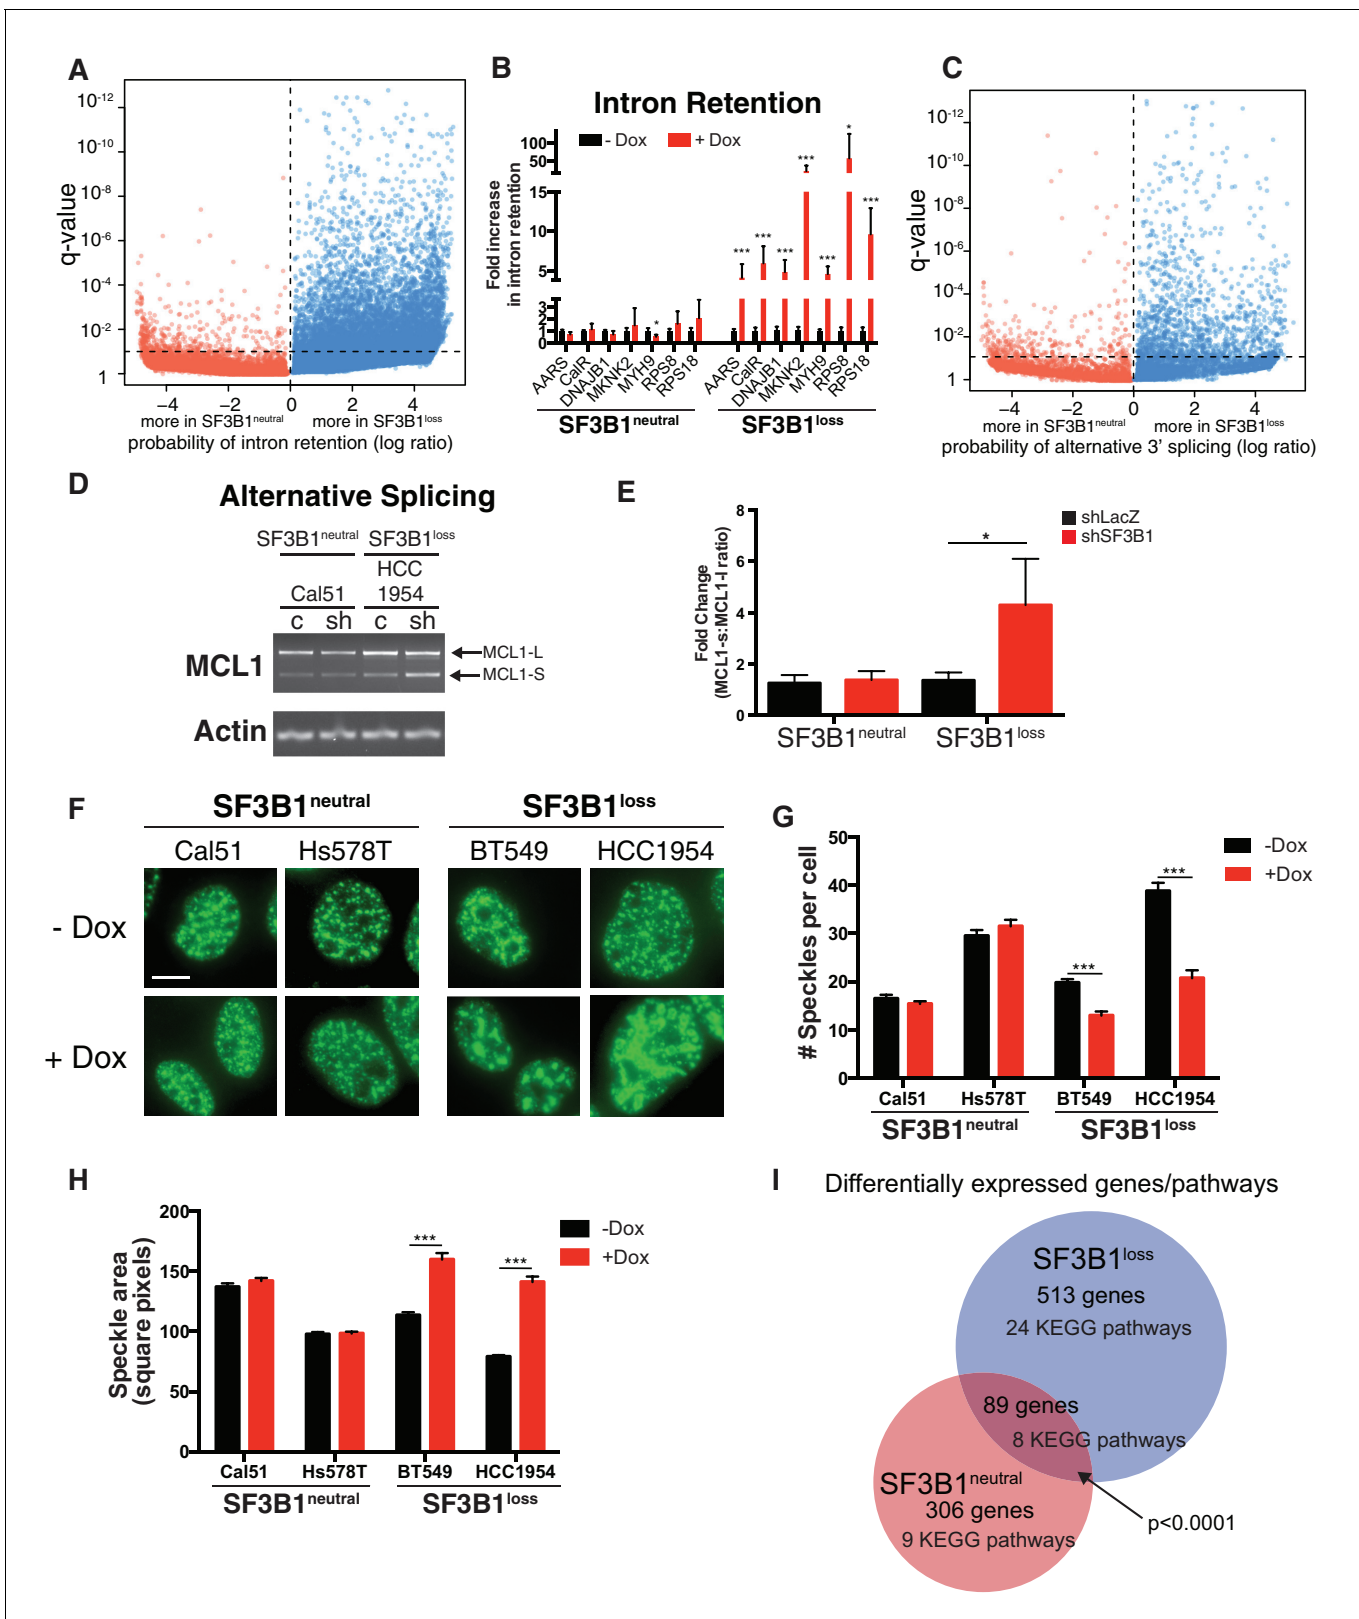 A
q-value
10-12
10-10
10-8
10-6
10-4
10-2
1
−4 −2 0 2 4
more in SF3B1neutral more in SF3B1loss
probability of intron retention (log ratio)
B
Intron Retention
- Dox + Dox
Fold increase
in intron retention
100
50
15
10
5
3
2
1
0
*
***
***
***
***
***
*
***
AARS CalR DNAJB1 MKNK2 MYH9 RPS8 RPS18
AARS CalR DNAJB1 MKNK2 MYH9 RPS8 RPS18
SF3B1neutral SF3B1loss
C
q-value
10-12
10-10
10-8
10-6
10-4
10-2
1
−4 −2 0 2 4
more in SF3B1neutral more in SF3B1loss
probability of alternative 3’ splicing (log ratio)
D
Alternative Splicing
SF3B1neutral SF3B1loss
HCC
Cal51 1954
c sh c sh
MCL1
MCL1-L
MCL1-S
Actin
E
Fold Change
(MCL1-s:MCL1-l ratio)
8
6
4
2
0
*
shLacZ
shSF3B1
SF3B1neutral SF3B1loss
F
SF3B1neutral SF3B1loss
Cal51 Hs578T BT549 HCC1954
- Dox
+ Dox
G
# Speckles per cell
50
40
30
20
10
0
***
***
-Dox
+Dox
Cal51 Hs578T BT549 HCC1954
SF3B1neutral SF3B1loss
H
Speckle area
(square pixels)
200
150
100
50
0
***
***
-Dox
+Dox
Cal51 Hs578T BT549 HCC1954
SF3B1neutral SF3B1loss
I
Differentially expressed genes/pathways
SF3B1loss
513 genes
24 KEGG pathways
89 genes
8 KEGG pathways
SF3B1neutral
306 genes
9 KEGG pathways
p<0.0001